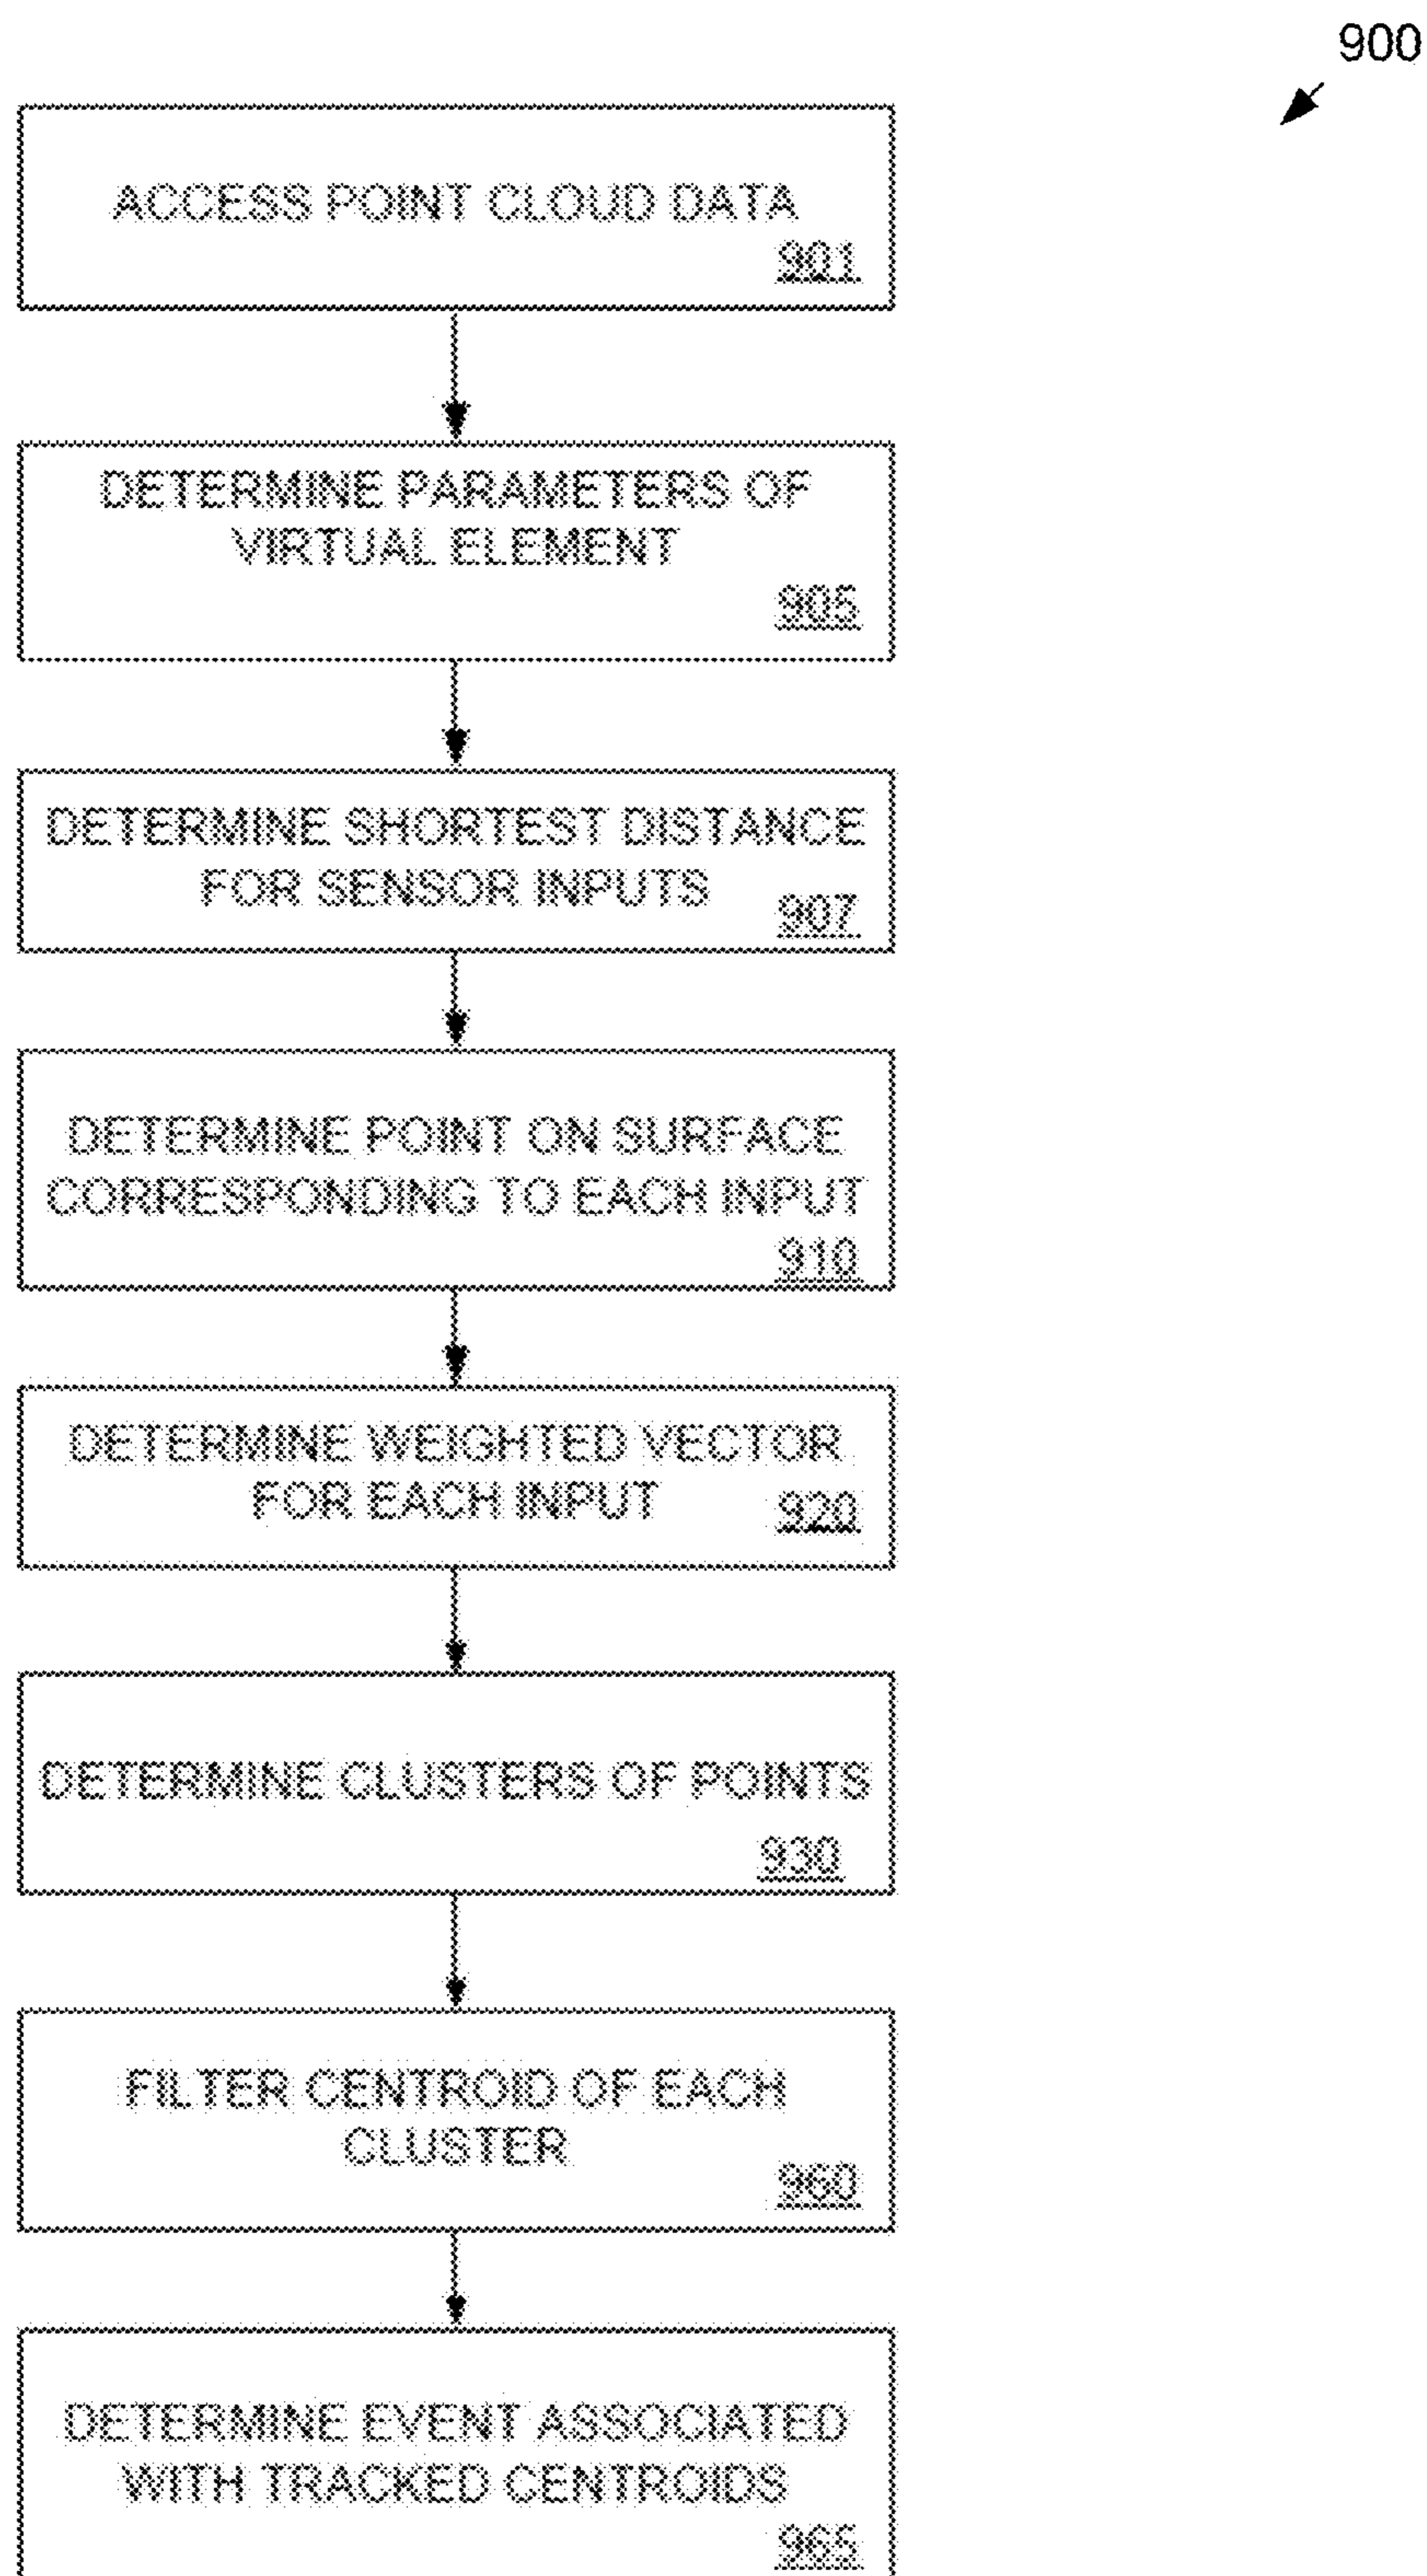 900
ACCESS POINT CLOUD DATA
901
DETERMINE PARAMETERS OF
VIRTUAL ELEMENT
905
DETERMINE SHORTEST DISTANCE
FOR SENSOR INPUTS
907
DETERMINE POINT ON SURFACE
CORRESPONDING TO EACH INPUT
910
DETERMINE WEIGHTED VECTOR
FOR EACH INPUT
920
DETERMINE CLUSTERS OF POINTS
930
FILTER CENTROID OF EACH
CLUSTER
960
DETERMINE EVENT ASSOCIATED
WITH TRACKED CENTROIDS
965